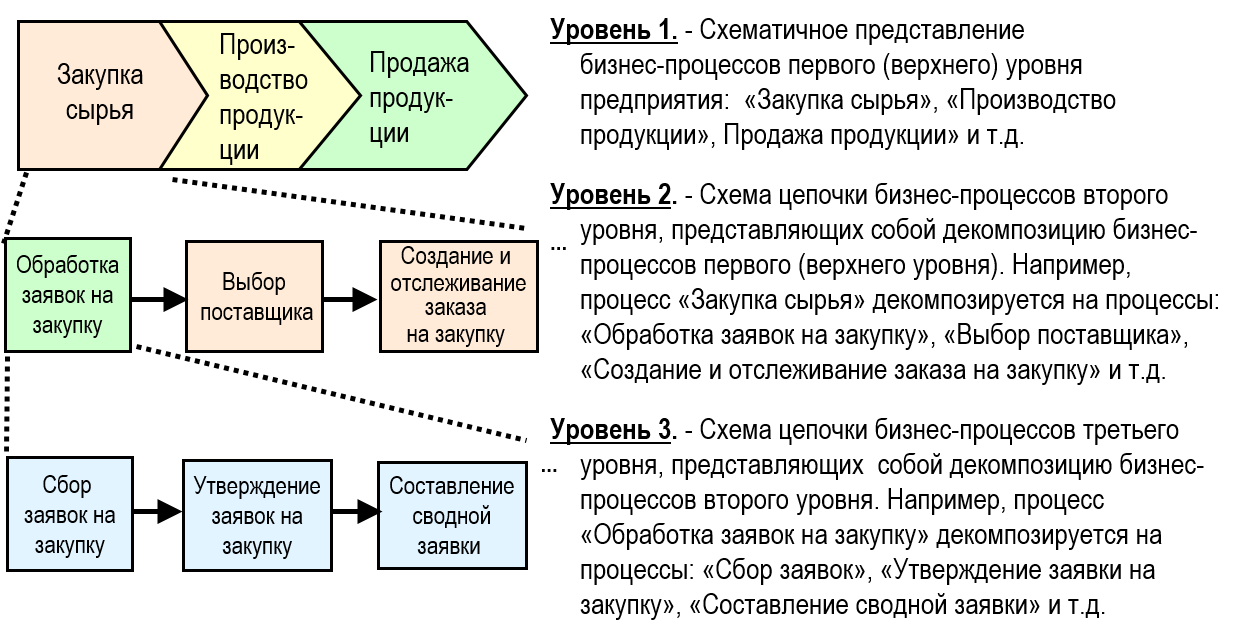 Закупка
сырья
Произ-
водство
продук-
ции
Продажа
продук-
ции
Уровень 1. - Схематичное представление
бизнес-процессов первого (верхнего) уровня
предприятия: «Закупка сырья», «Производство
продукции», Продажа продукции» и т.д.
Обработка
заявок на
закупку
Выбор
поставщика
Создание и
отслеживание
заказа
на закупку
...
Уровень 2. - Схема цепочки бизнес-процессов второго
уровня, представляющих собой декомпозицию бизнес-
процессов первого (верхнего уровня). Например,
процесс «Закупка сырья» декомпозируется на процессы:
«Обработка заявок на закупку», «Выбор поставщика»,
«Создание и отслеживание заказа на закупку» и т.д.
Сбор
заявок на
закупку
Утверждение
заявок на
закупку
Составление
сводной
заявки
...
Уровень 3. - Схема цепочки бизнес-процессов третьего
уровня, представляющих собой декомпозицию бизнес-
процессов второго уровня. Например, процесс
«Обработка заявок на закупку» декомпозируется на
процессы: «Сбор заявок», «Утверждение заявки на
закупку», «Составление сводной заявки» и т.д.